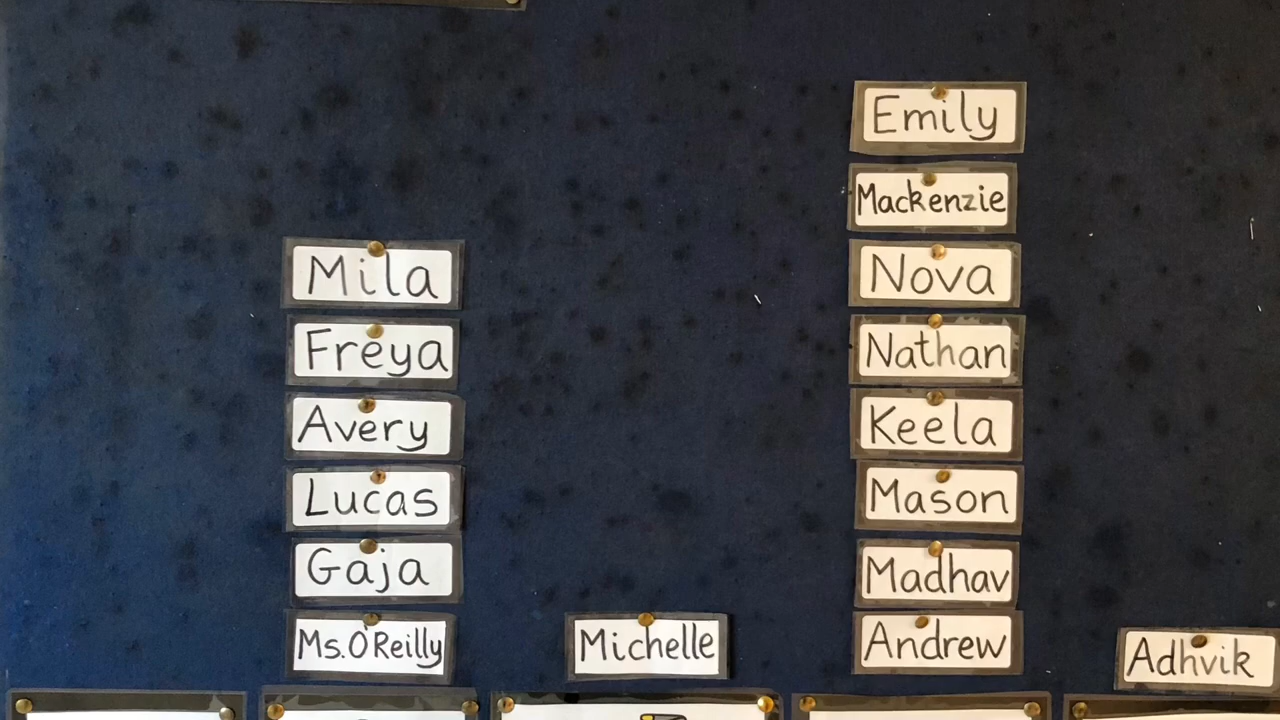 Mila
Freya
Avery
Lucas
Gaja
Ms. O'Reilly
Michelle
Emily
Mackenzie
Nova
Nathan
Keela
Mason
Madhav
Andrew
Adhvik